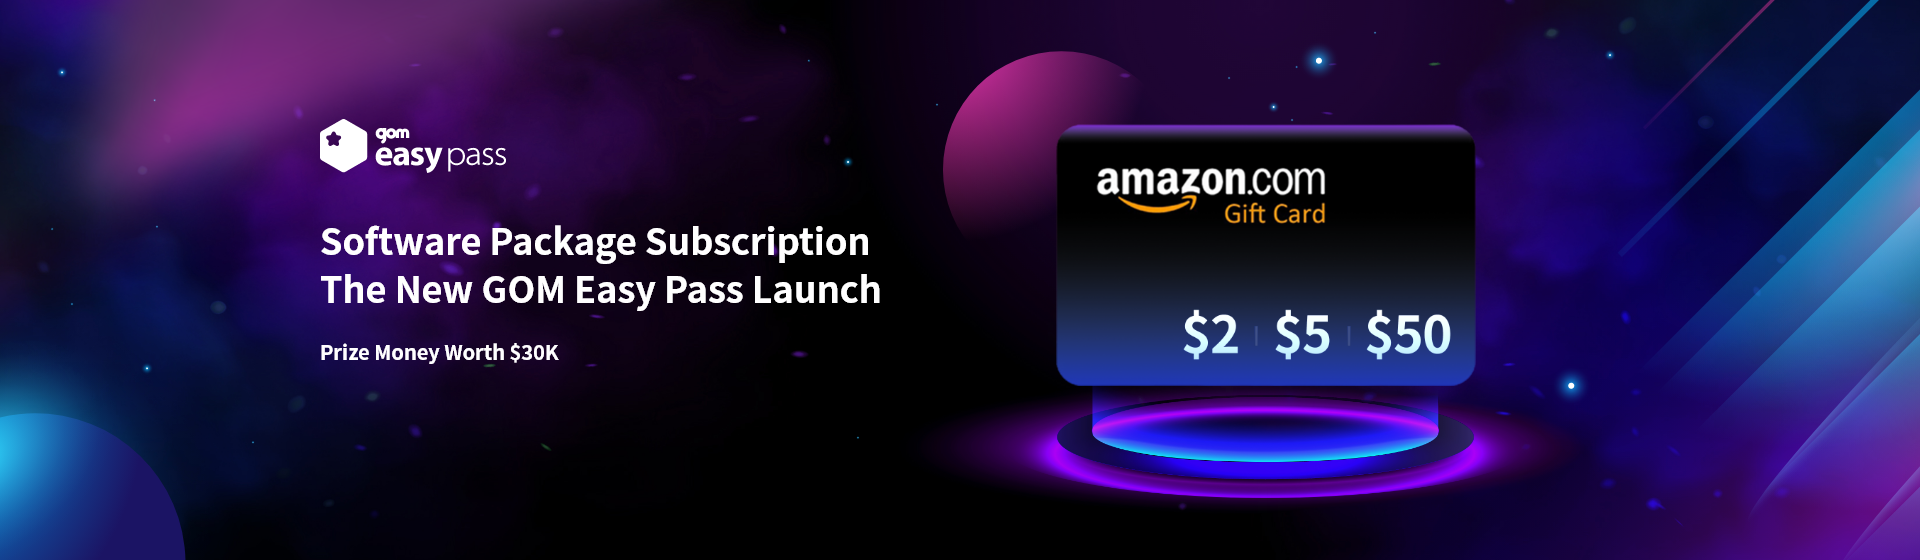 gom
easy pass
Software Package Subscription
The New GOM Easy Pass Launch
Prize Money Worth $30K
amazon.com
Gift Card
$2 | $5 | $50